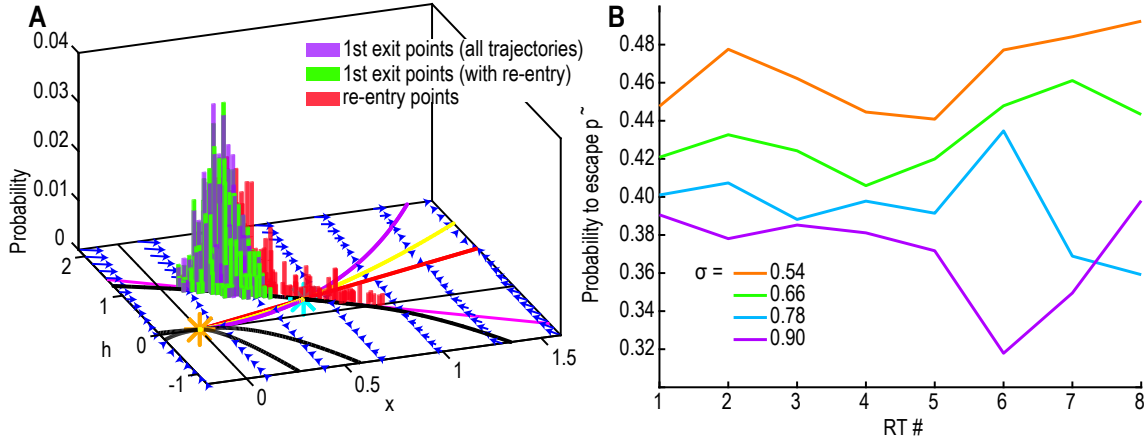 A
0.04
0.03
0.02
0.01
0
Probability
1st exit points (all trajectories)
1st exit points (with re-entry)
re-entry points
2
1
0
-1
h
0
0.5
1
1.5
x
B
0.48
0.46
0.44
0.42
0.40
0.38
0.36
0.34
0.32
Probability to escape p̃
σ =
0.54
0.66
0.78
0.90
1 2 3 4 5 6 7 8
RT #